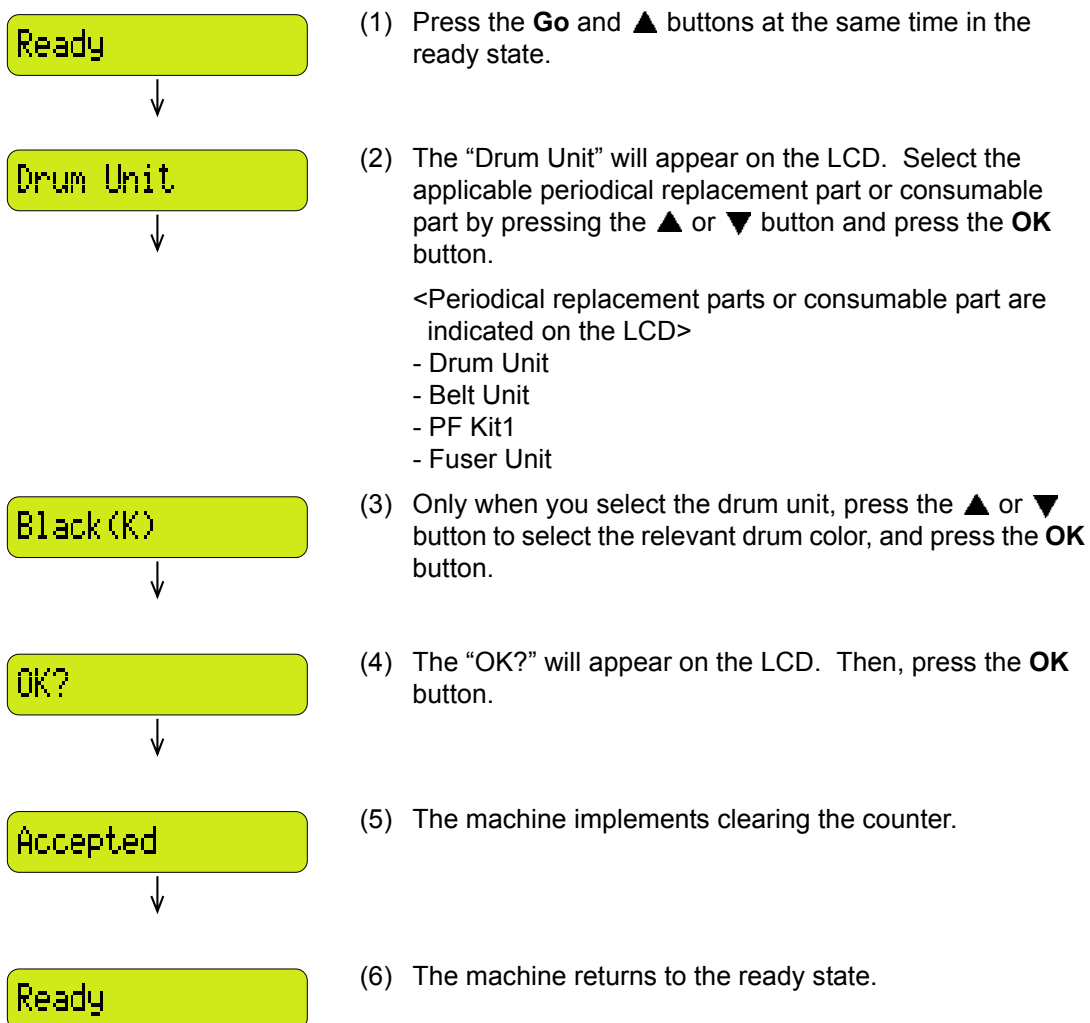 Ready
(1) Press the Go and ▲ buttons at the same time in the
ready state.
Drum Unit
(2) The “Drum Unit” will appear on the LCD. Select the
applicable periodical replacement part or consumable
part by pressing the ▲ or ▼ button and press the OK
button.
<Periodical replacement parts or consumable part are
indicated on the LCD>
- Drum Unit
- Belt Unit
- PF Kit1
- Fuser Unit
Black(K)
(3) Only when you select the drum unit, press the ▲ or ▼
button to select the relevant drum color, and press the OK
button.
OK?
(4) The “OK?” will appear on the LCD. Then, press the OK
button.
Accepted
(5) The machine implements clearing the counter.
Ready
(6) The machine returns to the ready state.